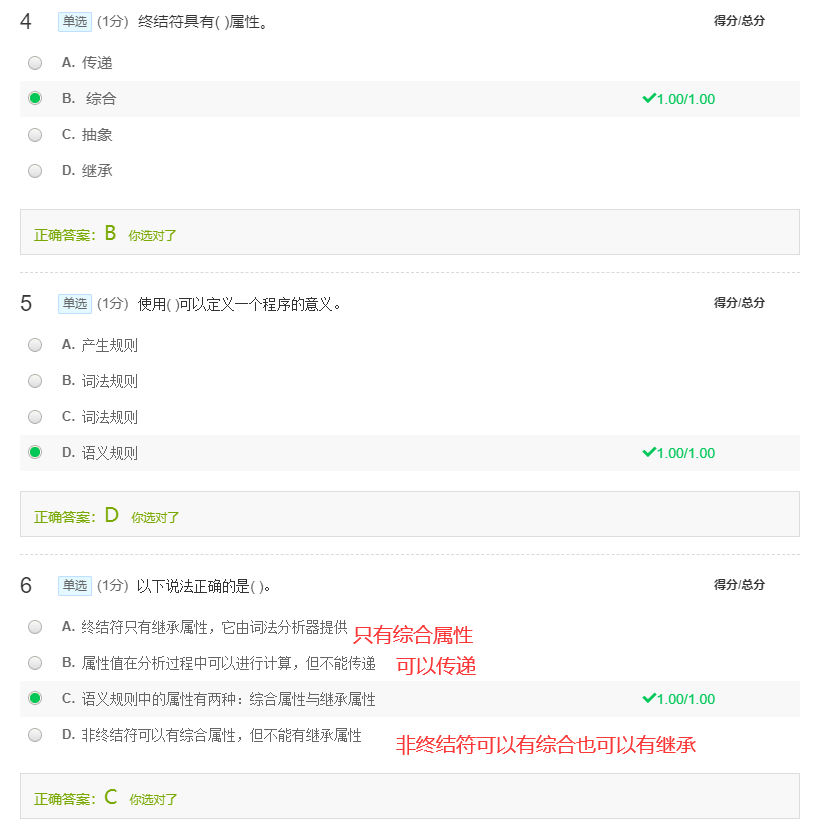 4 单选 (1分) 终结符具有( )属性。 得分/总分
A. 传递
B. 综合 1.00/1.00
C. 抽象
D. 继承
正确答案：B 你选对了
5 单选 (1分) 使用( )可以定义一个程序的意义。 得分/总分
A. 产生规则
B. 词法规则
C. 词法规则
D. 语义规则 1.00/1.00
正确答案：D 你选对了
6 单选 (1分) 以下说法正确的是( )。 得分/总分
A. 终结符只有继承属性，它由词法分析器提供 只有综合属性
B. 属性值在分析过程中可以进行计算，但不能传递 可以传递
C. 语义规则中的属性有两种：综合属性与继承属性 1.00/1.00
D. 非终结符可以有综合属性，但不能有继承属性 非终结符可以有综合也可以有继承
正确答案：C 你选对了